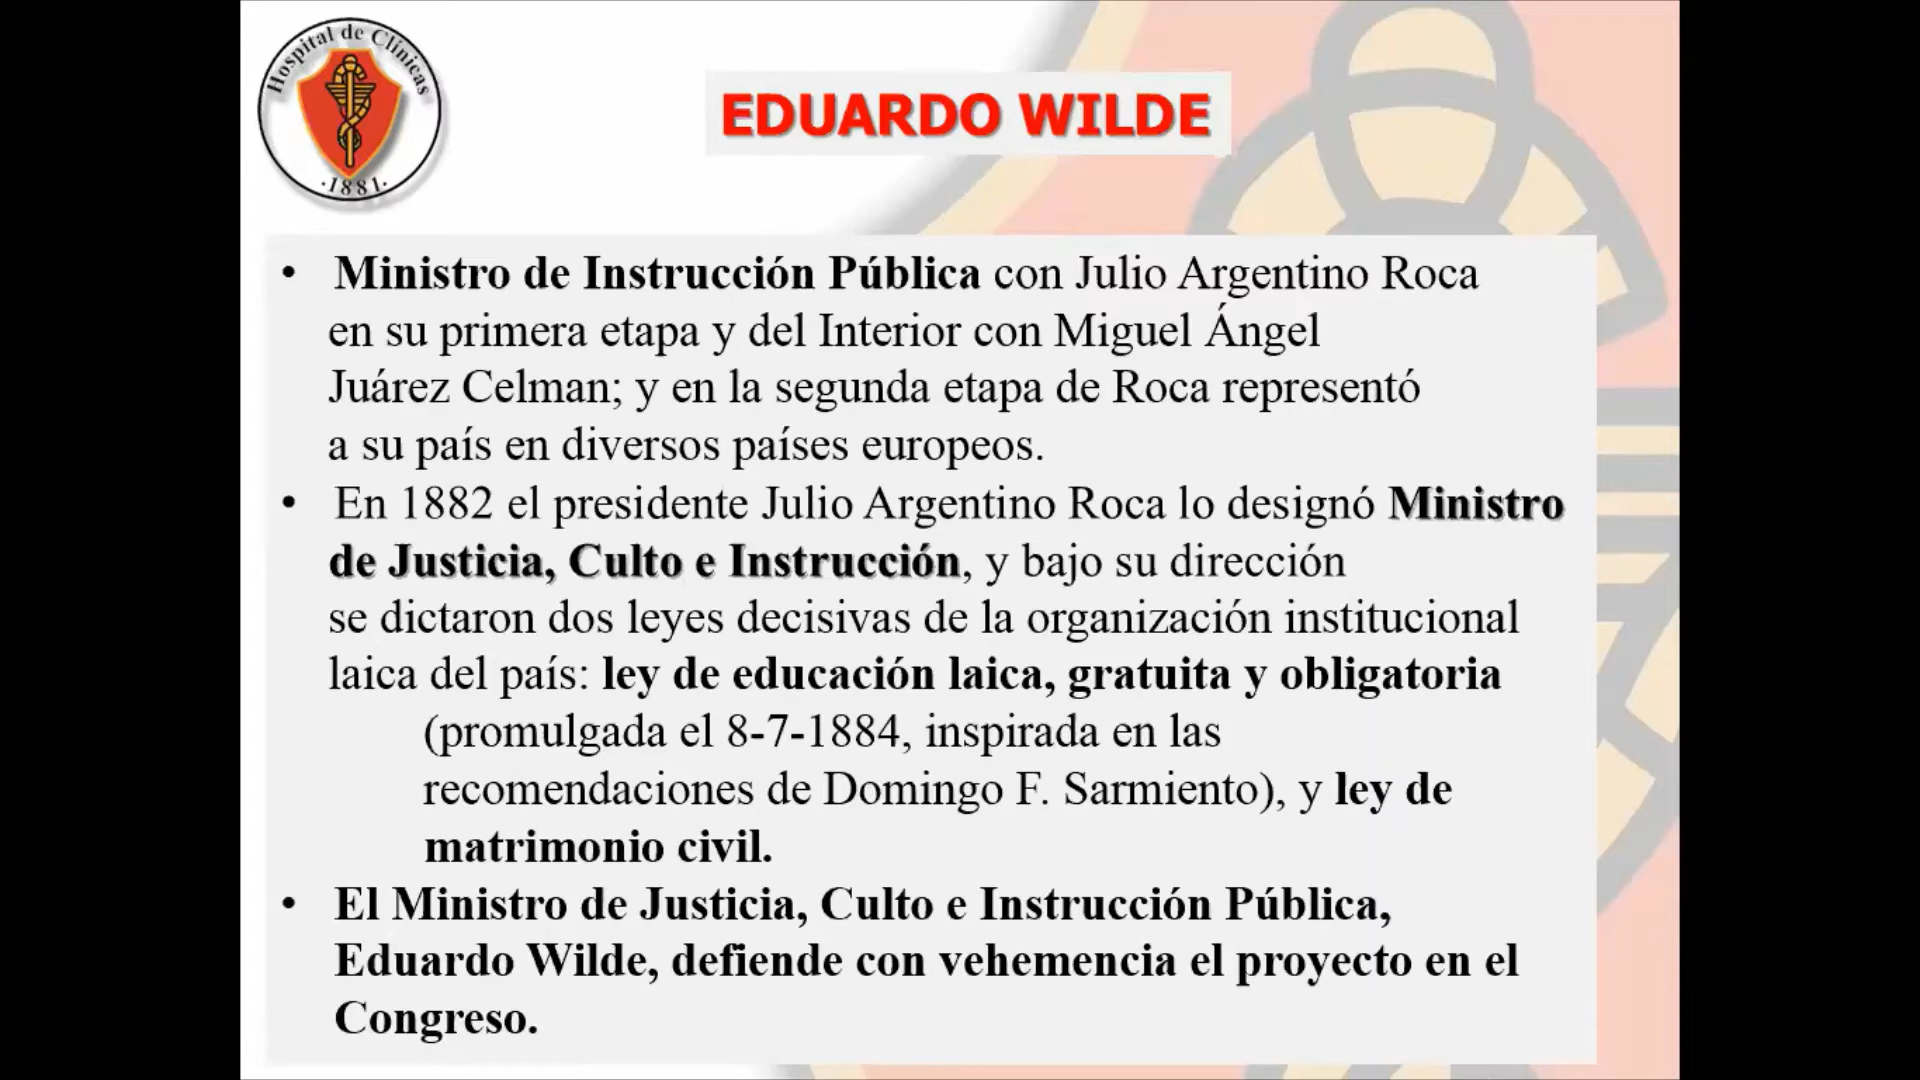 Hospital de Clínicas
·1881·
EDUARDO WILDE
• Ministro de Instrucción Pública con Julio Argentino Roca
en su primera etapa y del Interior con Miguel Ángel
Juárez Celman; y en la segunda etapa de Roca representó
a su país en diversos países europeos.
• En 1882 el presidente Julio Argentino Roca lo designó Ministro
de Justicia, Culto e Instrucción, y bajo su dirección
se dictaron dos leyes decisivas de la organización institucional
laica del país: ley de educación laica, gratuita y obligatoria
(promulgada el 8-7-1884, inspirada en las
recomendaciones de Domingo F. Sarmiento), y ley de
matrimonio civil.
• El Ministro de Justicia, Culto e Instrucción Pública,
Eduardo Wilde, defiende con vehemencia el proyecto en el
Congreso.